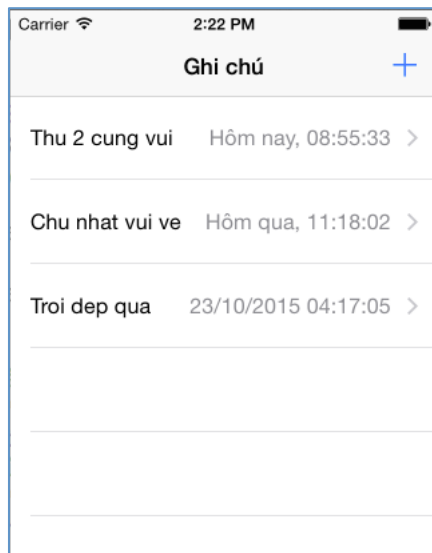 Carrier 2:22 PM
Ghi chú
Thu 2 cung vui Hôm nay, 08:55:33
Chu nhat vui ve Hôm qua, 11:18:02
Troi dep qua 23/10/2015 04:17:05